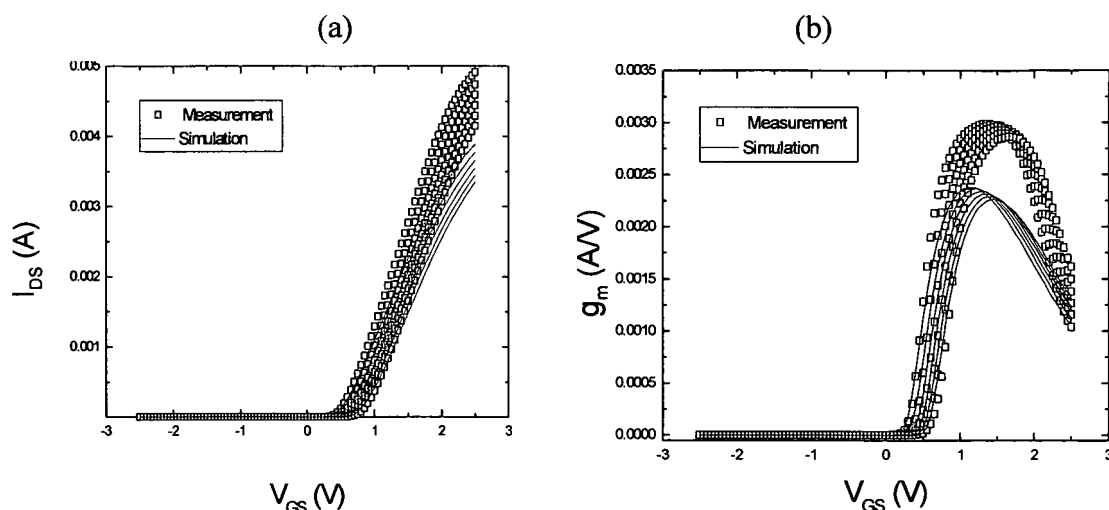 (a)
0.005
0.004
0.003
0.002
0.001
-3 -2 -1 0 1 2 3
I_DS (A)
V_GS (V)
Measurement
Simulation
(b)
0.0035
0.0030
0.0025
0.0020
0.0015
0.0010
0.0005
0.0000
-3 -2 -1 0 1 2 3
g_m (A/V)
V_GS (V)
Measurement
Simulation